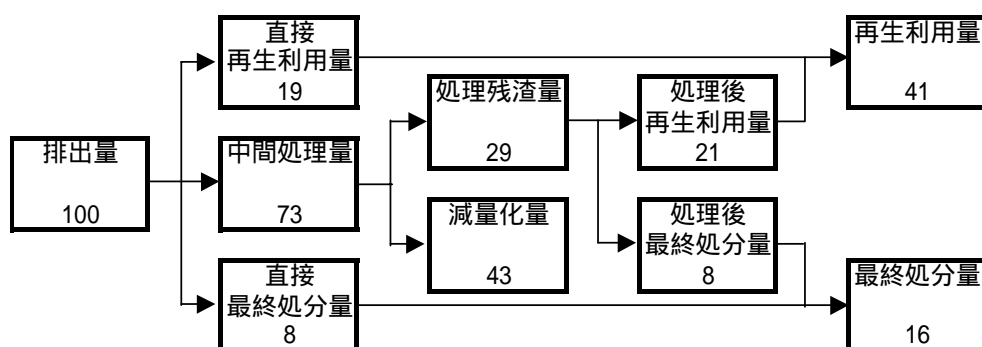 排出量
100
直接
再生利用量
19
中間処理量
73
直接
最終処分量
8
処理残渣量
29
減量化量
43
処理後
再生利用量
21
処理後
最終処分量
8
再生利用量
41
最終処分量
16